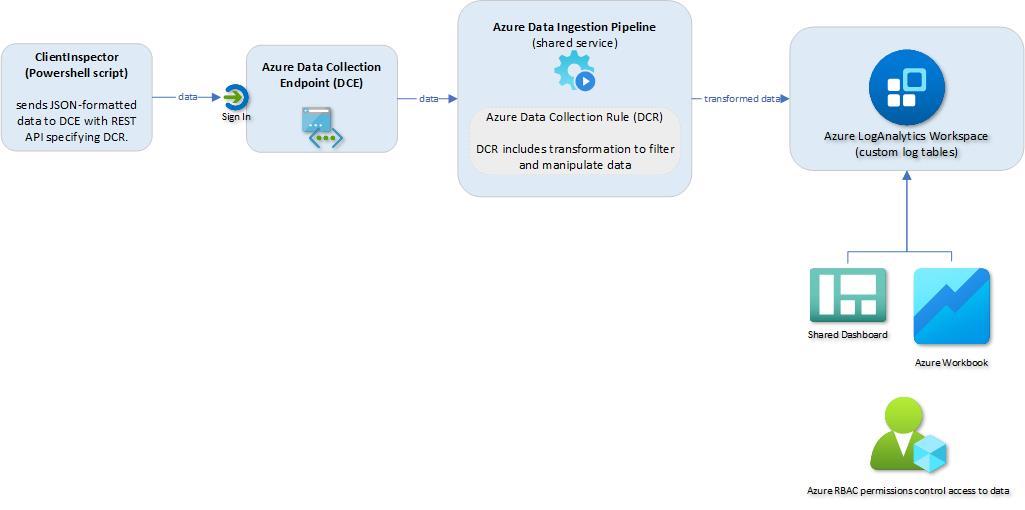 ClientInspector
(Powershell script)
sends JSON-formatted
data to DCE with REST
API specifying DCR.
data
Sign In
Azure Data Collection
Endpoint (DCE)
data
Azure Data Ingestion Pipeline
(shared service)
Azure Data Collection Rule (DCR)
DCR includes transformation to filter
and manipulate data
transformed data
Azure LogAnalytics Workspace
(custom log tables)
Shared Dashboard
Azure Workbook
Azure RBAC permissions control access to data